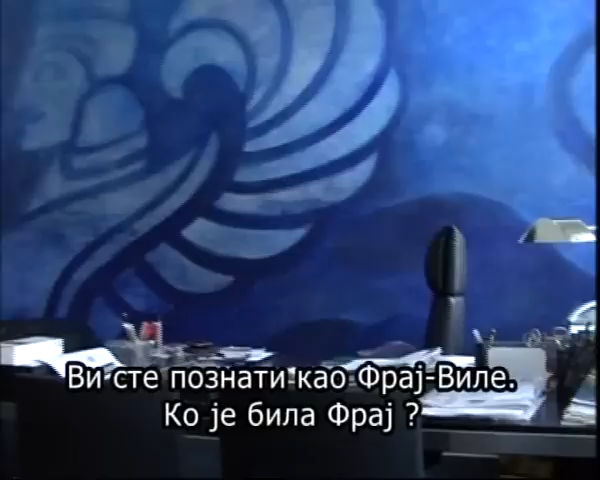 Ви сте познати као Фрај-Виле.
Ко је била Фрај ?